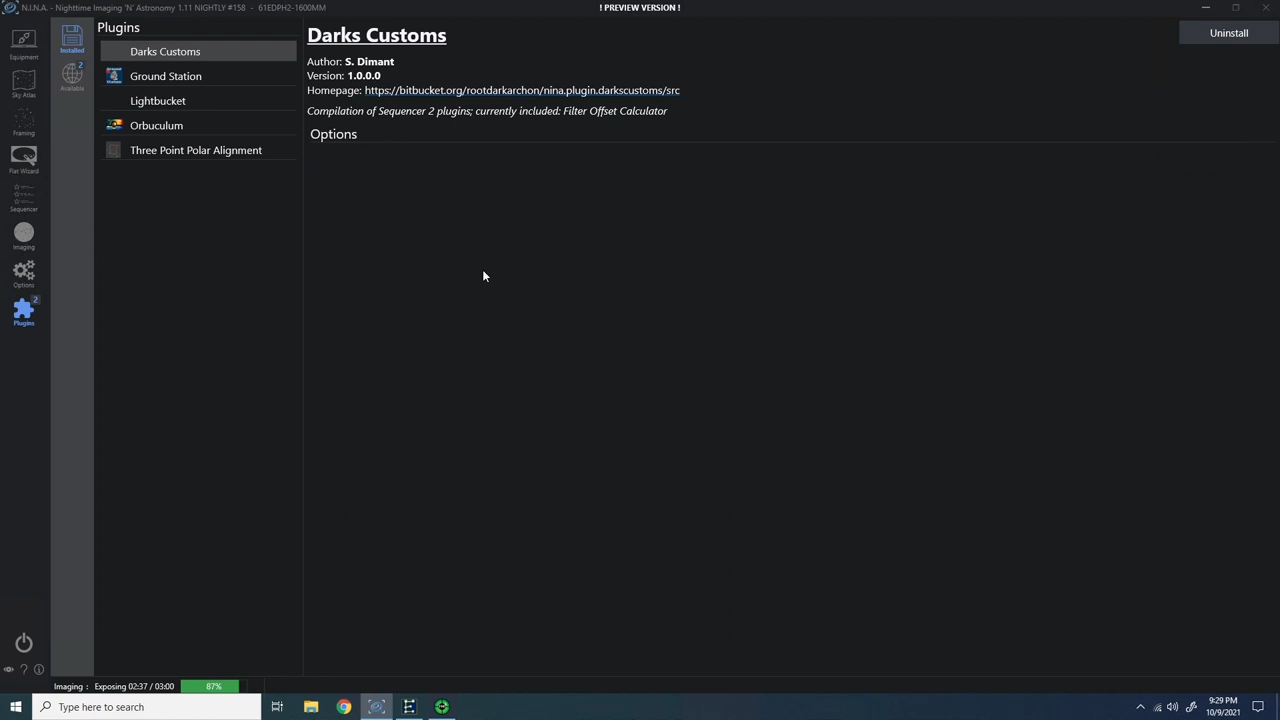 N.I.N.A. - Nighttime Imaging 'N' Astronomy 1.11 NIGHTLY #158 - 61EDPH2-1600MM
! PREVIEW VERSION !
Equipment
Sky Atlas
Framing
Flat Wizard
Sequencer
Imaging
Options
2
Plugins
Installed
2
Available
Plugins
Darks Customs
Ground Station
Lightbucket
Orbuculum
Three Point Polar Alignment
Darks Customs
Uninstall
Author: S. Dimant
Version: 1.0.0.0
Homepage: https://bitbucket.org/rootdarkarchon/nina.plugin.darkscustoms/src
Compilation of Sequencer 2 plugins; currently included: Filter Offset Calculator
Options
Imaging : Exposing 02:37 / 03:00 87%
Type here to search
9:29 PM
10/9/2021